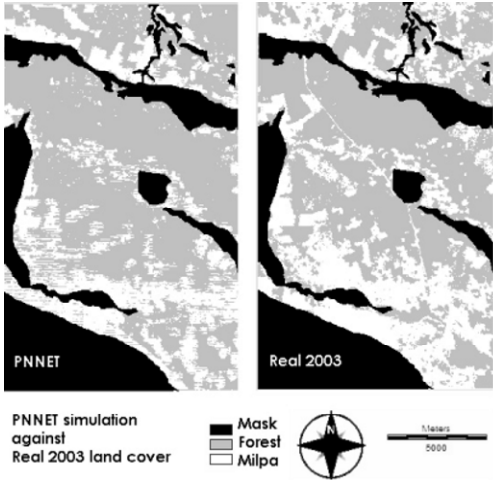 PNNET
Real 2003
PNNET simulation
against
Real 2003 land cover
Mask
Forest
Milpa
N
Meters
5000